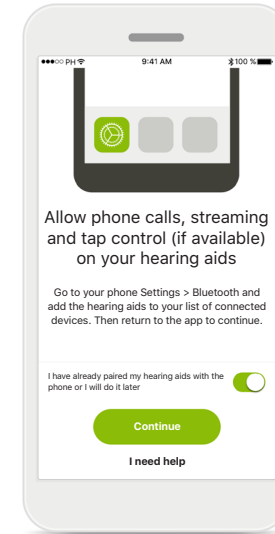 ●●●○○ PH 9:41 AM 100 %
Allow phone calls, streaming
and tap control (if available)
on your hearing aids
Go to your phone Settings > Bluetooth and
add the hearing aids to your list of connected
devices. Then return to the app to continue.
I have already paired my hearing aids with the
phone or I will do it later
Continue
I need help